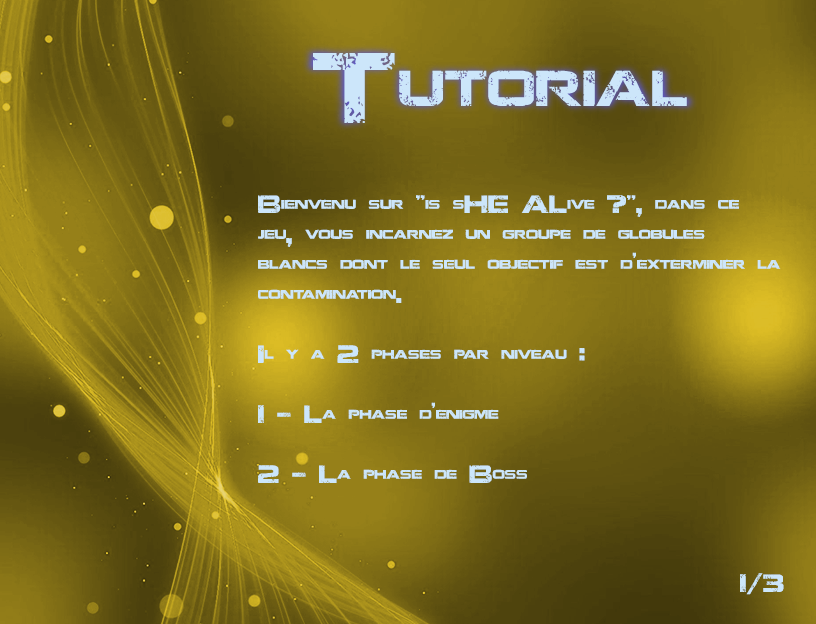 Tutorial
Bienvenu sur "is sHE ALive ?", dans ce
jeu, vous incarnez un groupe de globules
blancs dont le seul objectif est d'exterminer la
contamination.
Il y a 2 phases par niveau :
1 - La phase d'enigme
2 - La phase de Boss
1/3